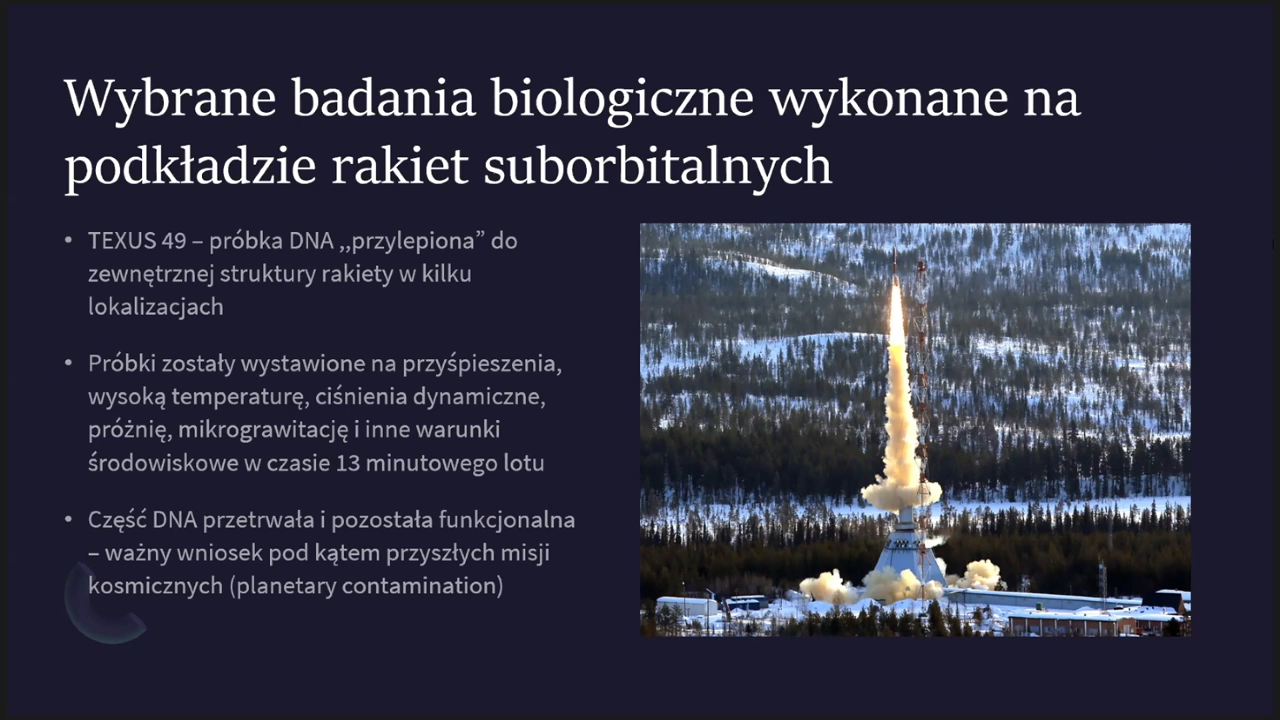 Wybrane badania biologiczne wykonane na
podkładzie rakiet suborbitalnych
• TEXUS 49 – próbka DNA ,,przylepiona” do
zewnętrznej struktury rakiety w kilku
lokalizacjach
• Próbki zostały wystawione na przyśpieszenia,
wysoką temperaturę, ciśnienia dynamiczne,
próżnię, mikrograwitację i inne warunki
środowiskowe w czasie 13 minutowego lotu
• Część DNA przetrwała i pozostała funkcjonalna
– ważny wniosek pod kątem przyszłych misji
kosmicznych (planetary contamination)